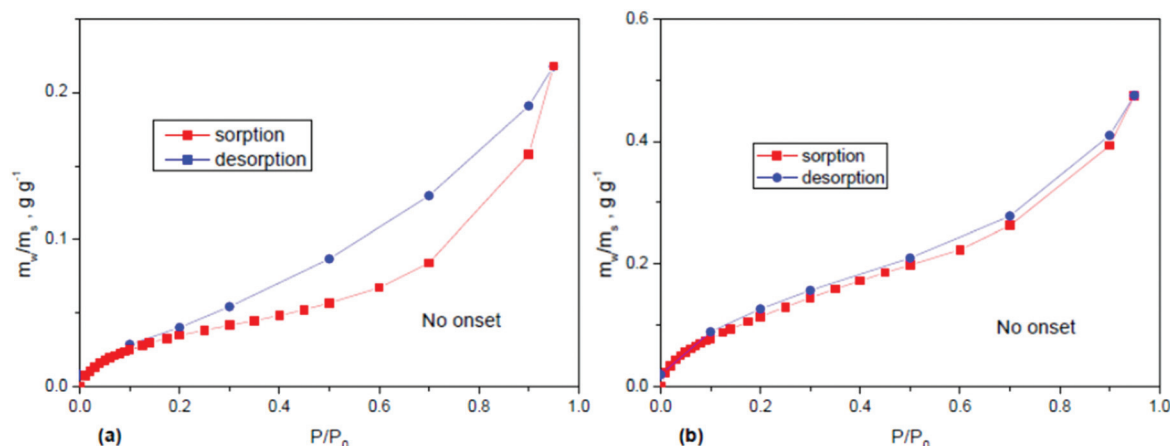 0.2
0.1
0.0
m_w/m_s , g g^-1
sorption
desorption
No onset
0.0 0.2 0.4 0.6 0.8 1.0
(a)
P/P_0
0.6
0.4
0.2
0.0
m_w/m_s , g g^-1
sorption
desorption
No onset
0.0 0.2 0.4 0.6 0.8 1.0
(b)
P/P_0